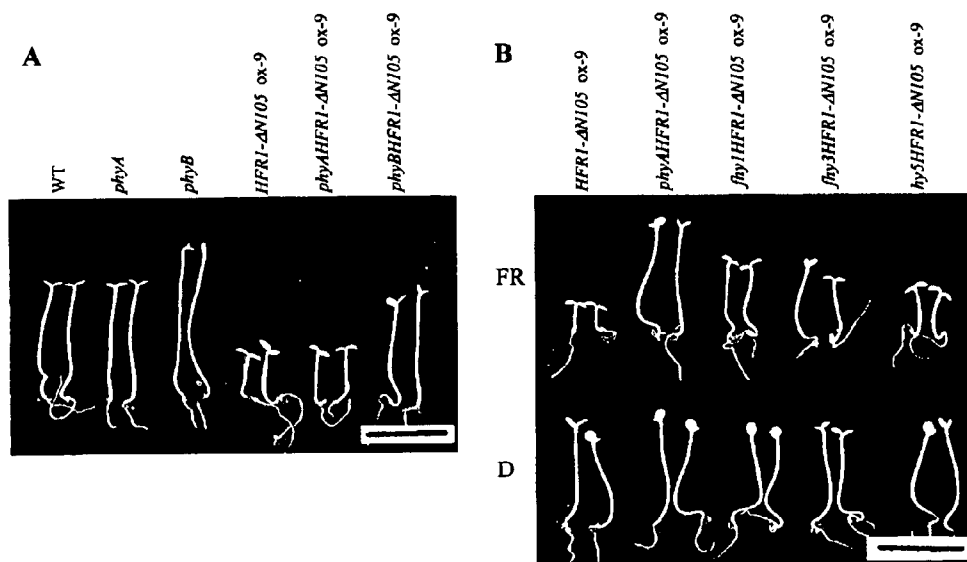 A
WT
phyA
phyB
HFR1-ΔN105 ox-9
phyAHFR1-ΔN105 ox-9
phyBHFR1-ΔN105 ox-9
B
HFR1-ΔN105 ox-9
phyAHFR1-ΔN105 ox-9
fhy1HFR1-ΔN105 ox-9
fhy3HFR1-ΔN105 ox-9
hy5HFR1-ΔN105 ox-9
FR
D